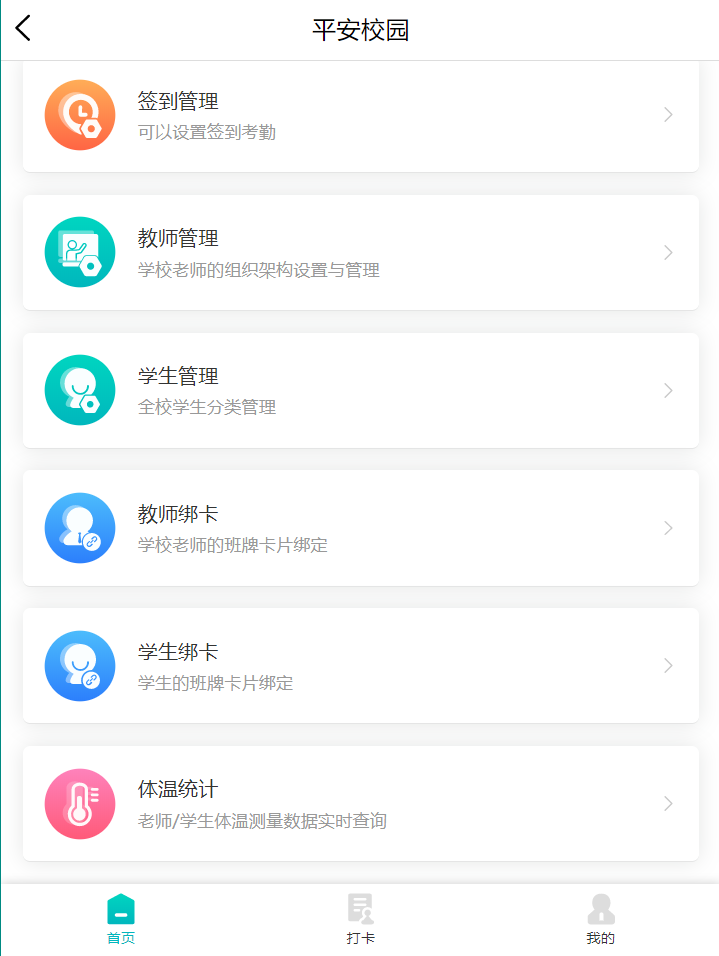 平安校园
签到管理
可以设置签到考勤
教师管理
学校老师的组织架构设置与管理
学生管理
全校学生分类管理
教师绑卡
学校老师的班牌卡片绑定
学生绑卡
学生的班牌卡片绑定
体温统计
老师/学生体温测量数据实时查询
首页
打卡
我的